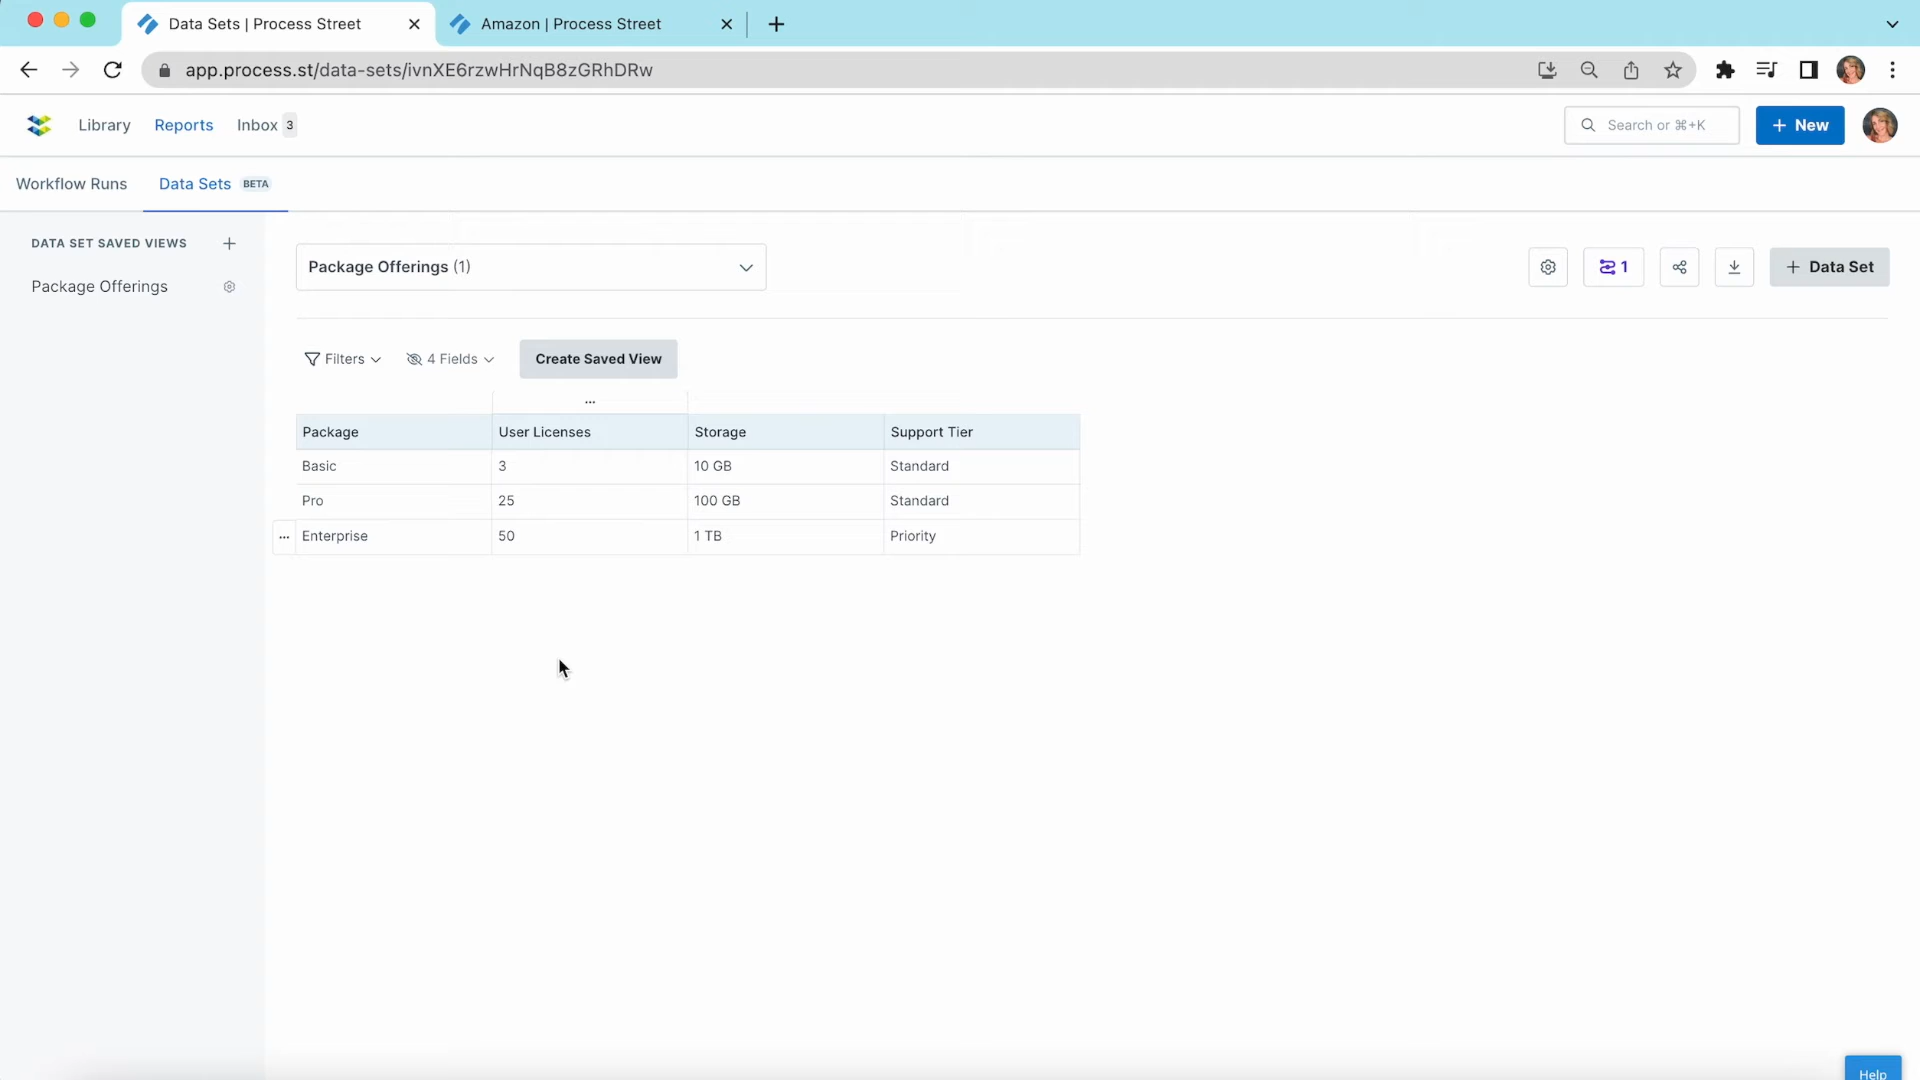 Data Sets | Process Street
Amazon | Process Street
app.process.st/data-sets/ivnXE6rzwHrNqB8zGRhDRw
Library Reports Inbox 3
Search or ⌘+K
+ New
Workflow Runs Data Sets BETA
DATA SET SAVED VIEWS +
Package Offerings
Package Offerings (1)
1
+ Data Set
Filters 4 Fields Create Saved View
...
Package User Licenses Storage Support Tier
Basic 3 10 GB Standard
Pro 25 100 GB Standard
... Enterprise 50 1 TB Priority
Help